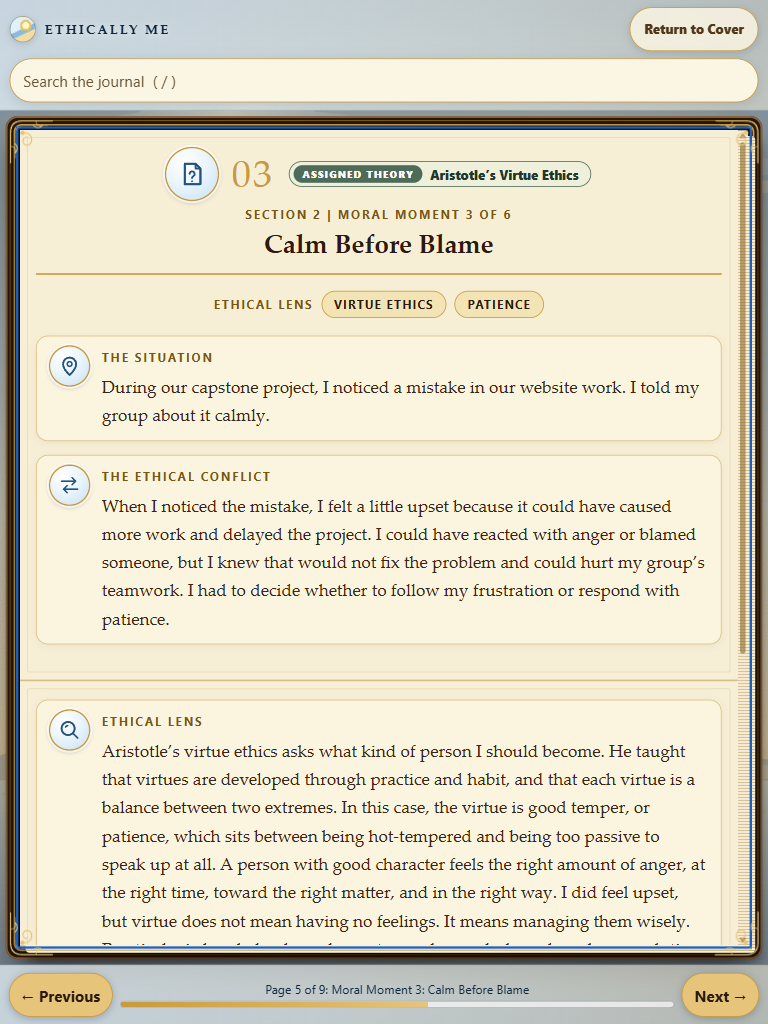 ETHICALLY ME
Return to Cover
Search the journal ( / )
03
ASSIGNED THEORY Aristotle's Virtue Ethics
SECTION 2 | MORAL MOMENT 3 OF 6
Calm Before Blame
ETHICAL LENS VIRTUE ETHICS PATIENCE
THE SITUATION
During our capstone project, I noticed a mistake in our website work. I told my
group about it calmly.
THE ETHICAL CONFLICT
When I noticed the mistake, I felt a little upset because it could have caused
more work and delayed the project. I could have reacted with anger or blamed
someone, but I knew that would not fix the problem and could hurt my group's
teamwork. I had to decide whether to follow my frustration or respond with
patience.
ETHICAL LENS
Aristotle's virtue ethics asks what kind of person I should become. He taught
that virtues are developed through practice and habit, and that each virtue is a
balance between two extremes. In this case, the virtue is good temper, or
patience, which sits between being hot-tempered and being too passive to
speak up at all. A person with good character feels the right amount of anger, at
the right time, toward the right matter, and in the right way. I did feel upset,
but virtue does not mean having no feelings. It means managing them wisely.
← Previous
Page 5 of 9: Moral Moment 3: Calm Before Blame
Next →